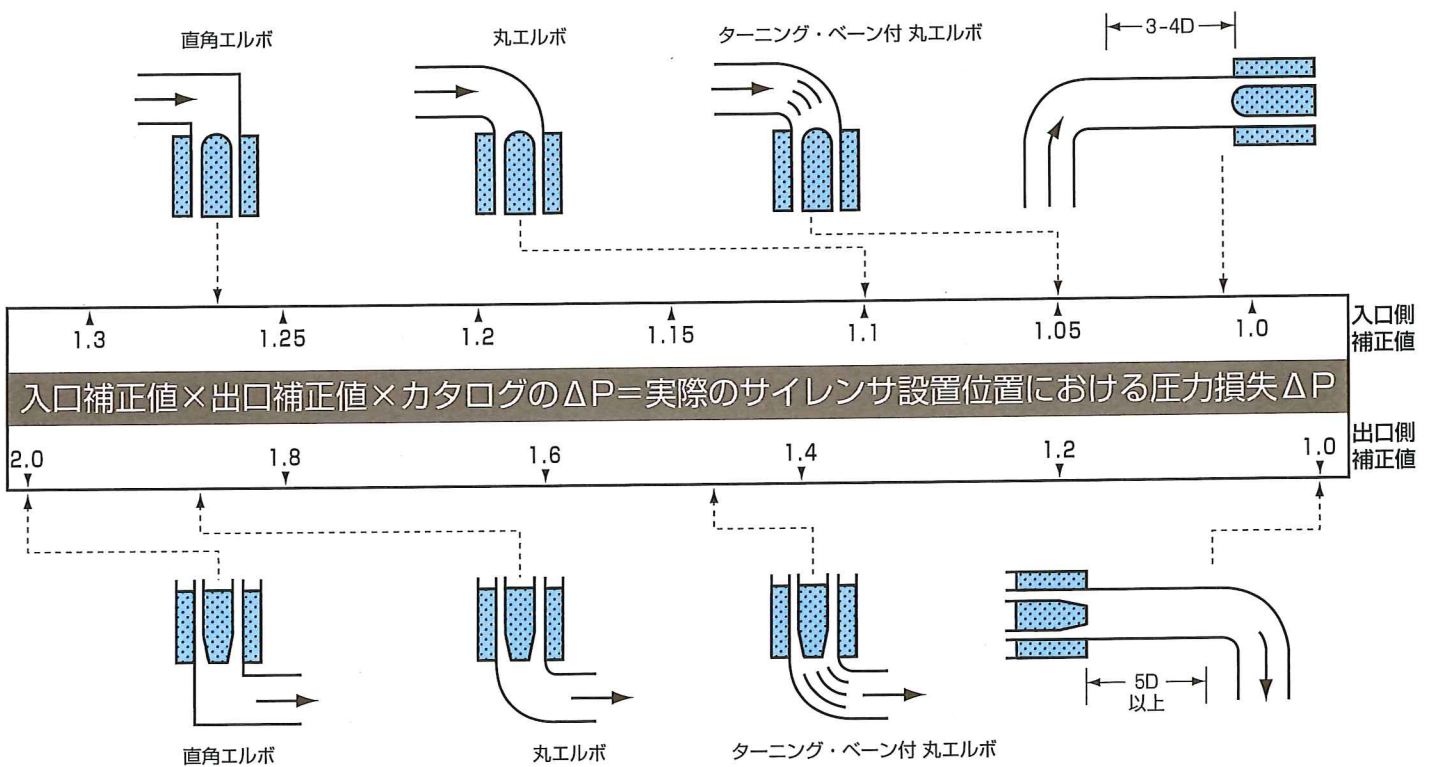 直角エルボ
丸エルボ
ターニング・ベーン付 丸エルボ
3-4D
1.3
1.25
1.2
1.15
1.1
1.05
1.0
入口側
補正値
入口補正値×出口補正値×カタログのΔP=実際のサイレンサ設置位置における圧力損失ΔP
2.0
1.8
1.6
1.4
1.2
1.0
出口側
補正値
5D
以上
直角エルボ
丸エルボ
ターニング・ベーン付 丸エルボ